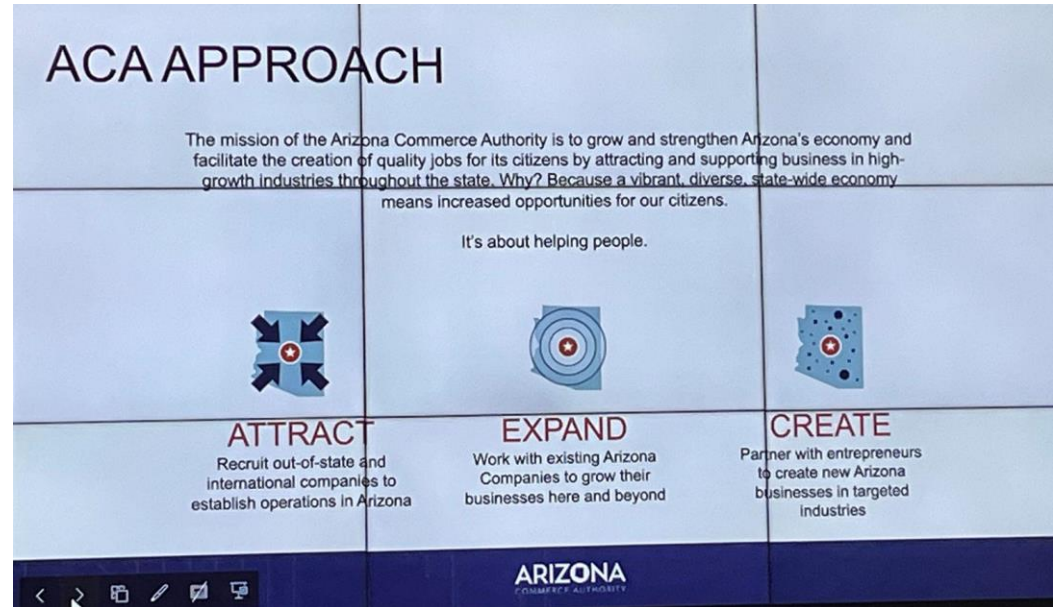 ACA APPROACH
The mission of the Arizona Commerce Authority is to grow and strengthen Arizona's economy and
facilitate the creation of quality jobs for its citizens by attracting and supporting business in high-
growth industries throughout the state. Why? Because a vibrant, diverse, state-wide economy
means increased opportunities for our citizens.
It's about helping people.
ATTRACT
Recruit out-of-state and
international companies to
establish operations in Arizona
EXPAND
Work with existing Arizona
Companies to grow their
businesses here and beyond
CREATE
Partner with entrepreneurs
to create new Arizona
businesses in targeted
industries
ARIZONA
COMMERCE AUTHORITY